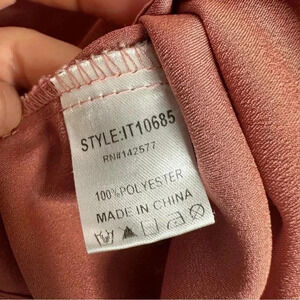 STYLE:IT10685
RN#142577
100%POLYESTER
MADE IN CHINA